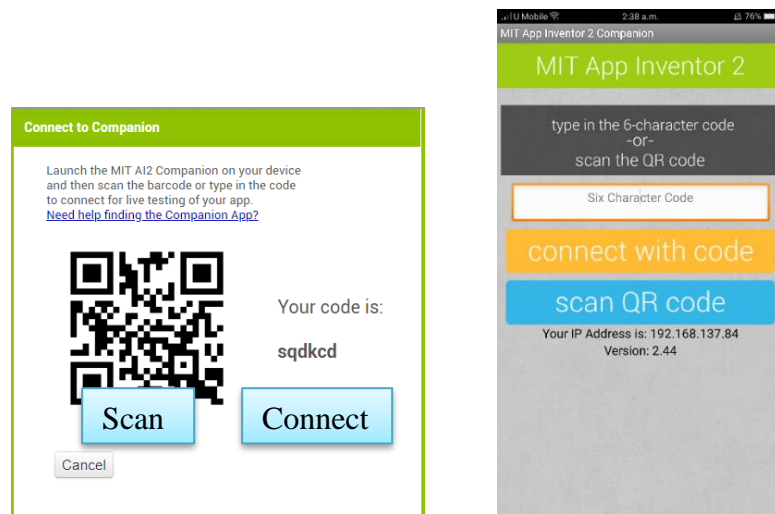 Connect to Companion
Launch the MIT AI2 Companion on your device
and then scan the barcode or type in the code
to connect for live testing of your app.
Need help finding the Companion App?
Your code is:
sqdkcd
Scan
Connect
Cancel
U Mobile 2:38 a.m. 76%
MIT App Inventor 2 Companion
MIT App Inventor 2
type in the 6-character code
-or-
scan the QR code
Six Character Code
connect with code
scan QR code
Your IP Address is: 192.168.137.84
Version: 2.44